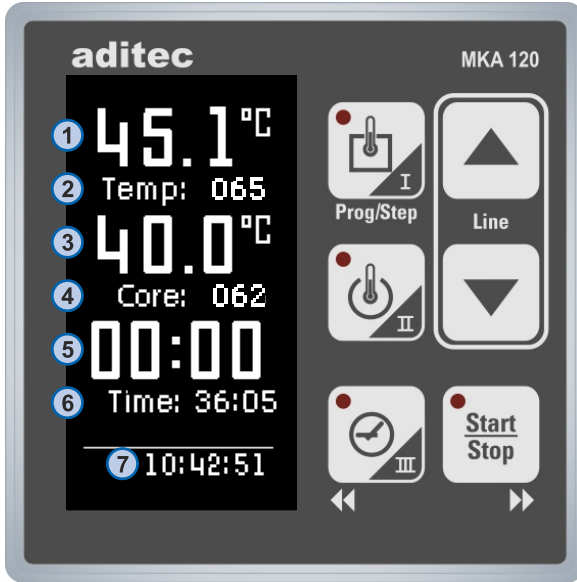 aditec
MKA 120
1 45.1°C
2 Temp: 065
3 40.0°C
4 Core: 062
5 00:00
6 Time: 36:05
7 10:42:51
I
Prog/Step
Line
II
III
Start
Stop